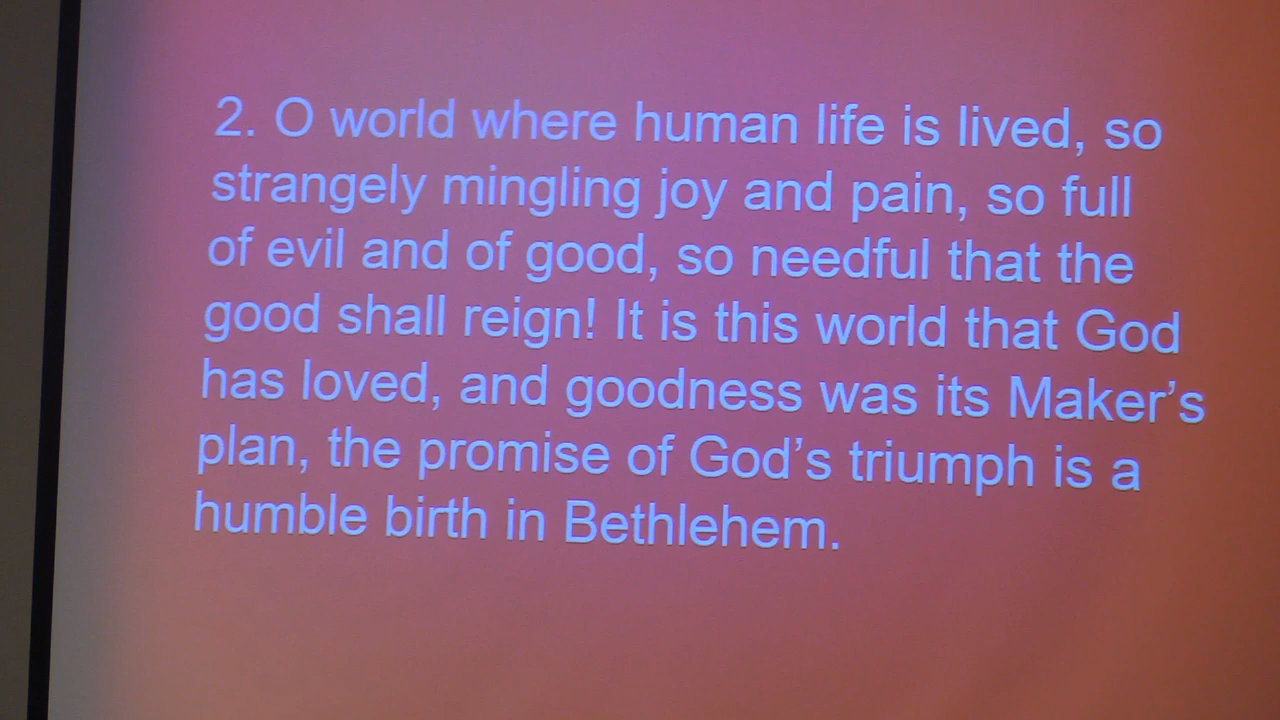 2. O world where human life is lived, so
strangely mingling joy and pain, so full
of evil and of good, so needful that the
good shall reign! It is this world that God
has loved, and goodness was its Maker’s
plan, the promise of God’s triumph is a
humble birth in Bethlehem.